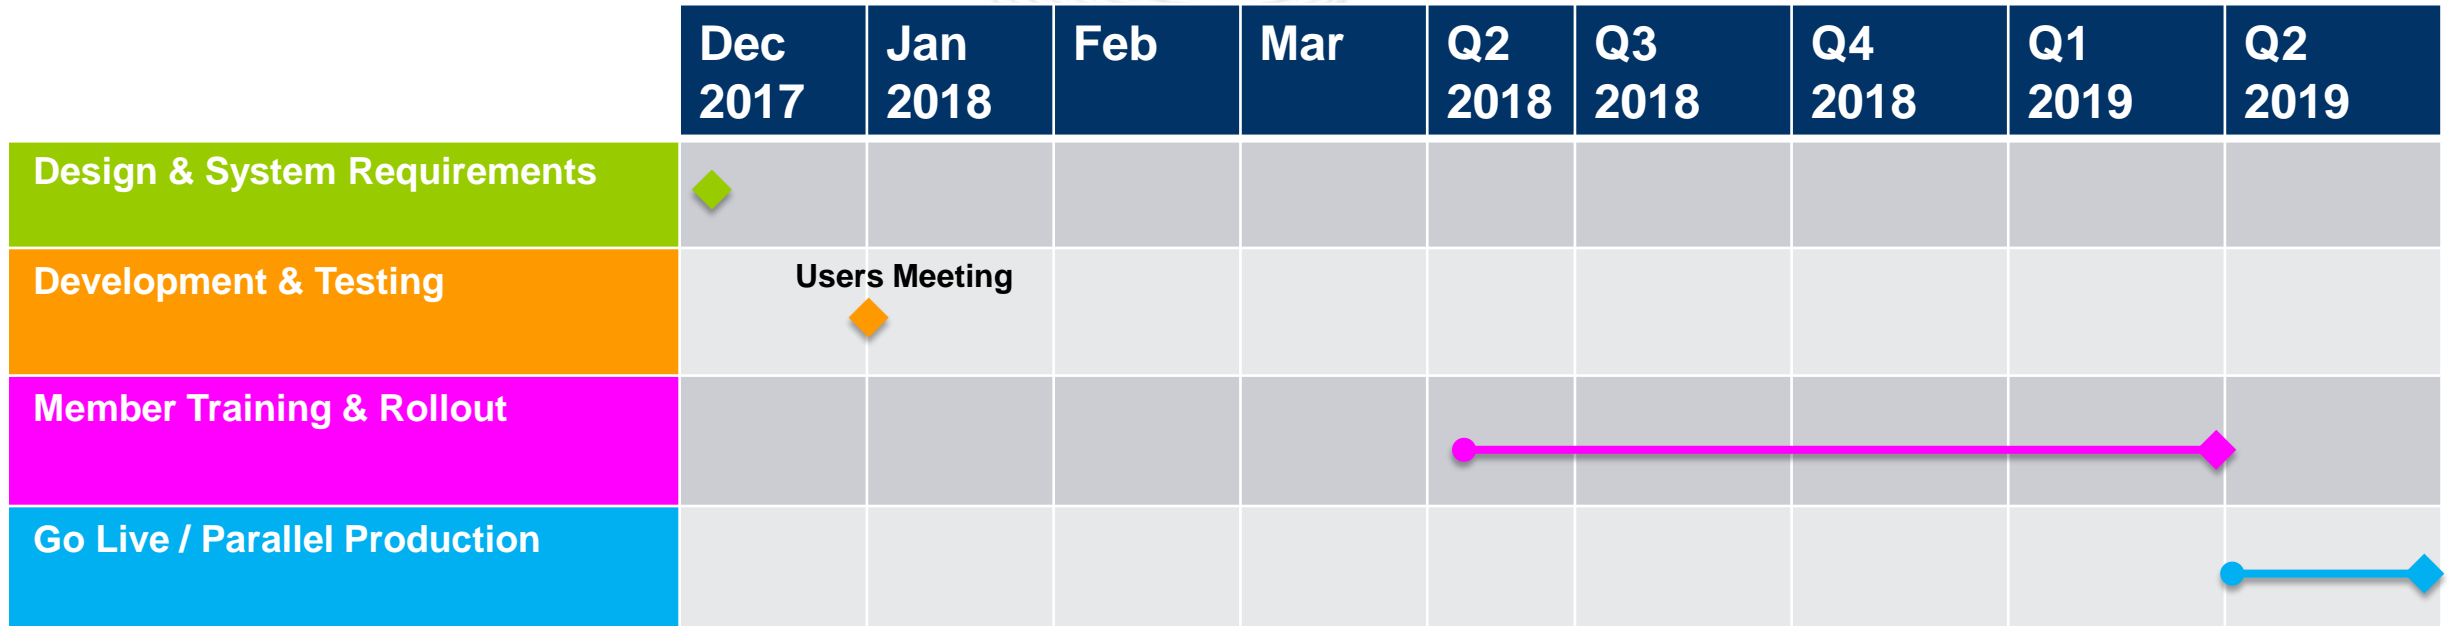 Dec
2017
Jan
2018
Feb
Mar
Q2
2018
Q3
2018
Q4
2018
Q1
2019
Q2
2019
Design & System Requirements
Development & Testing
Users Meeting
Member Training & Rollout
Go Live / Parallel Production